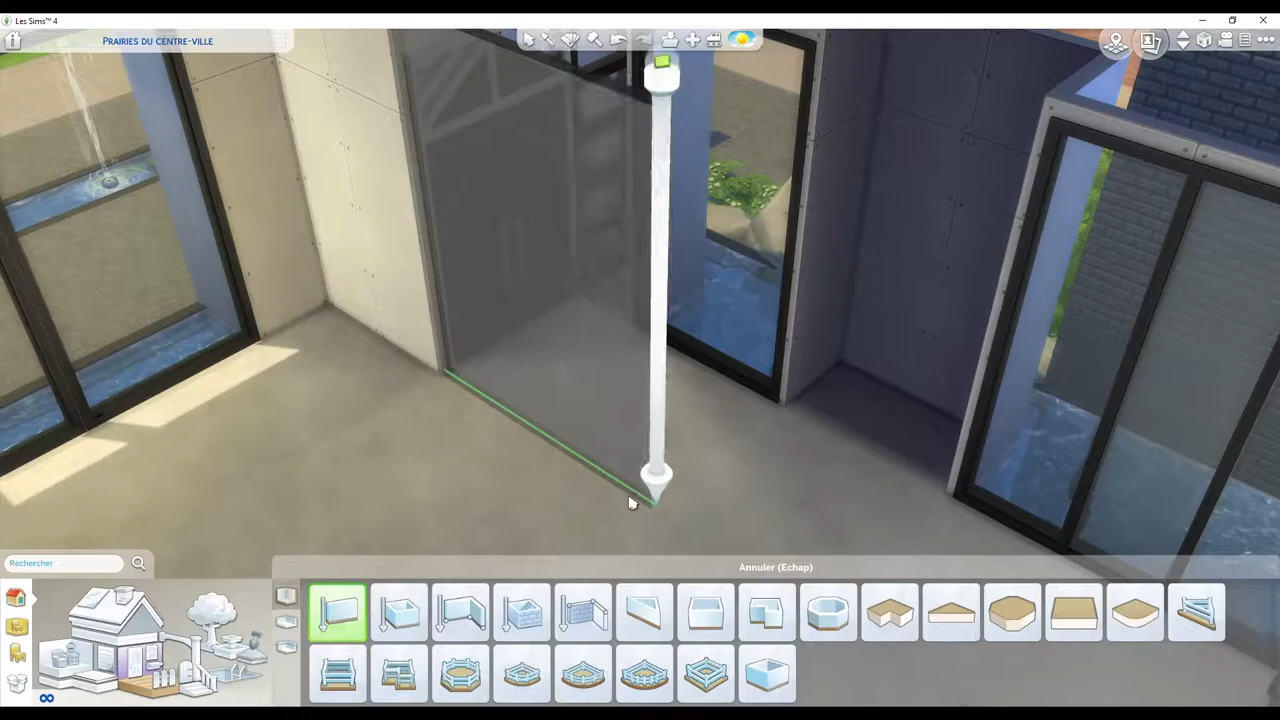 Les Sims™ 4
PRAIRIES DU CENTRE-VILLE
Rechercher
Annuler (Echap)